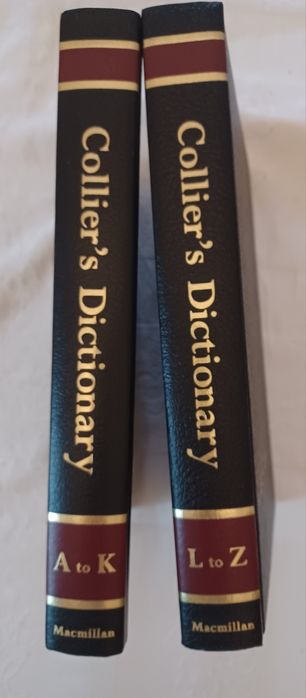 Collier's Dictionary
A to K
Macmillan
Collier's Dictionary
L to Z
Macmillan